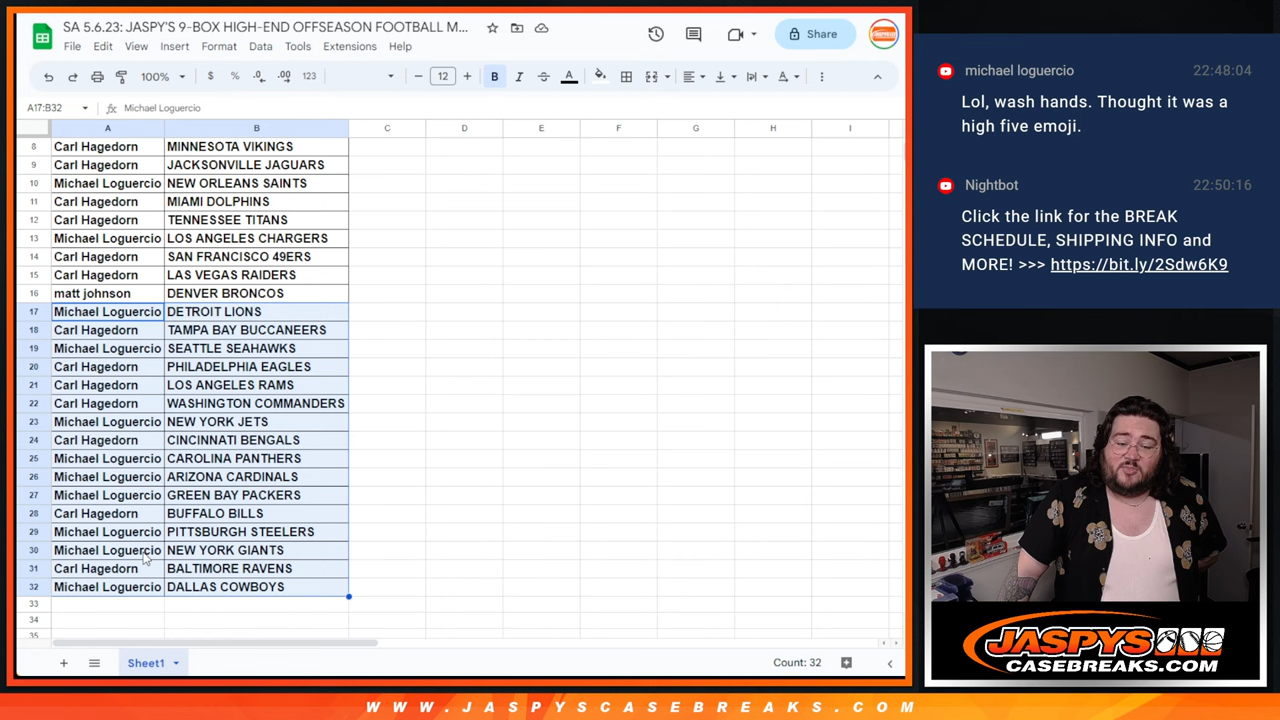 SA 5.6.23: JASPY'S 9-BOX HIGH-END OFFSEASON FOOTBALL M...
File Edit View Insert Format Data Tools Extensions Help
Share
100% $ % .0 .00 123 12 B I A
A17:B32 fx Michael Loguercio
A B C D E F G H I
8 Carl Hagedorn MINNESOTA VIKINGS
9 Carl Hagedorn JACKSONVILLE JAGUARS
10 Michael Loguercio NEW ORLEANS SAINTS
11 Carl Hagedorn MIAMI DOLPHINS
12 Carl Hagedorn TENNESSEE TITANS
13 Michael Loguercio LOS ANGELES CHARGERS
14 Carl Hagedorn SAN FRANCISCO 49ERS
15 Carl Hagedorn LAS VEGAS RAIDERS
16 matt johnson DENVER BRONCOS
17 Michael Loguercio DETROIT LIONS
18 Carl Hagedorn TAMPA BAY BUCCANEERS
19 Michael Loguercio SEATTLE SEAHAWKS
20 Carl Hagedorn PHILADELPHIA EAGLES
21 Carl Hagedorn LOS ANGELES RAMS
22 Carl Hagedorn WASHINGTON COMMANDERS
23 Michael Loguercio NEW YORK JETS
24 Carl Hagedorn CINCINNATI BENGALS
25 Michael Loguercio CAROLINA PANTHERS
26 Michael Loguercio ARIZONA CARDINALS
27 Michael Loguercio GREEN BAY PACKERS
28 Carl Hagedorn BUFFALO BILLS
29 Michael Loguercio PITTSBURGH STEELERS
30 Michael Loguercio NEW YORK GIANTS
31 Carl Hagedorn BALTIMORE RAVENS
32 Michael Loguercio DALLAS COWBOYS
33
34
35
Sheet1
Count: 32
michael loguercio 22:48:04
Lol, wash hands. Thought it was a
high five emoji.
Nightbot 22:50:16
Click the link for the BREAK
SCHEDULE, SHIPPING INFO and
MORE! >>> https://bit.ly/2Sdw6K9
JASPYS
CASEBREAKS.COM
WWW.JASPYSCASEBREAKS.COM